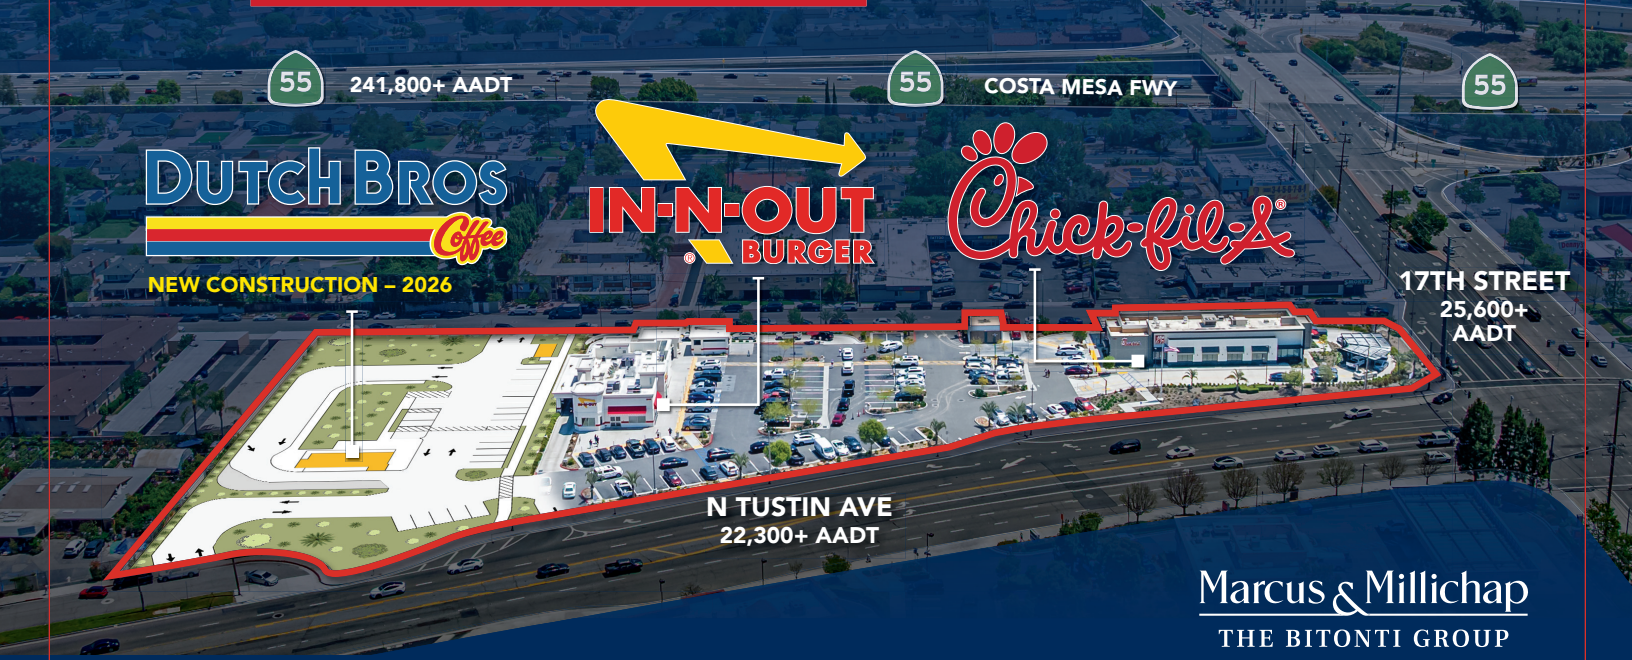 55
241,800+ AADT
55
COSTA MESA FWY
55
DUTCH BROS
Coffee
NEW CONSTRUCTION – 2026
IN-N-OUT
® BURGER
Chick-fil-A®
17TH STREET
25,600+
AADT
N TUSTIN AVE
22,300+ AADT
Marcus & Millichap
THE BITONTI GROUP